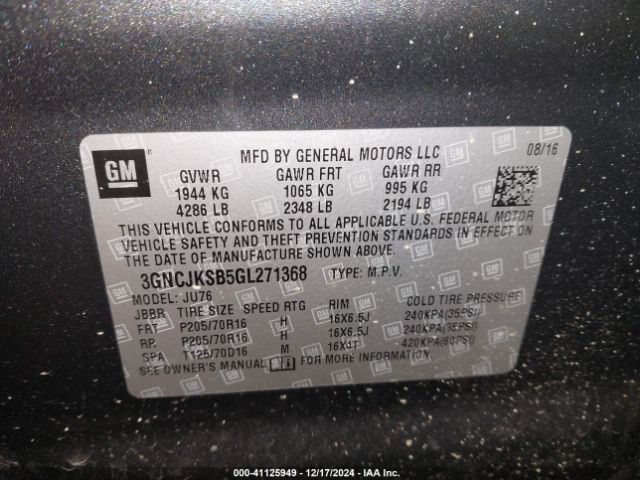 GM ®
MFD BY GENERAL MOTORS LLC 08/16
GVWR GAWR FRT GAWR RR
1944 KG 1065 KG 995 KG
4286 LB 2348 LB 2194 LB
THIS VEHICLE CONFORMS TO ALL APPLICABLE U.S. FEDERAL MOTOR
VEHICLE SAFETY AND THEFT PREVENTION STANDARDS IN EFFECT ON
THE DATE OF MANUFACTURE SHOWN ABOVE.
3GNCJKSB5GL271368 TYPE: M.P.V.
MODEL: JU76
JBBR TIRE SIZE SPEED RTG RIM COLD TIRE PRESSURE
FRT P205/70R16 H 16X6.5J 240KPA(35PSI)
RR P205/70R16 H 16X6.5J 240KPA(35PSI)
SPA T125/70D16 M 16X4T 420KPA(60PSI)
SEE OWNER'S MANUAL FOR MORE INFORMATION
000-41125949 - 12/17/2024 - IAA Inc.